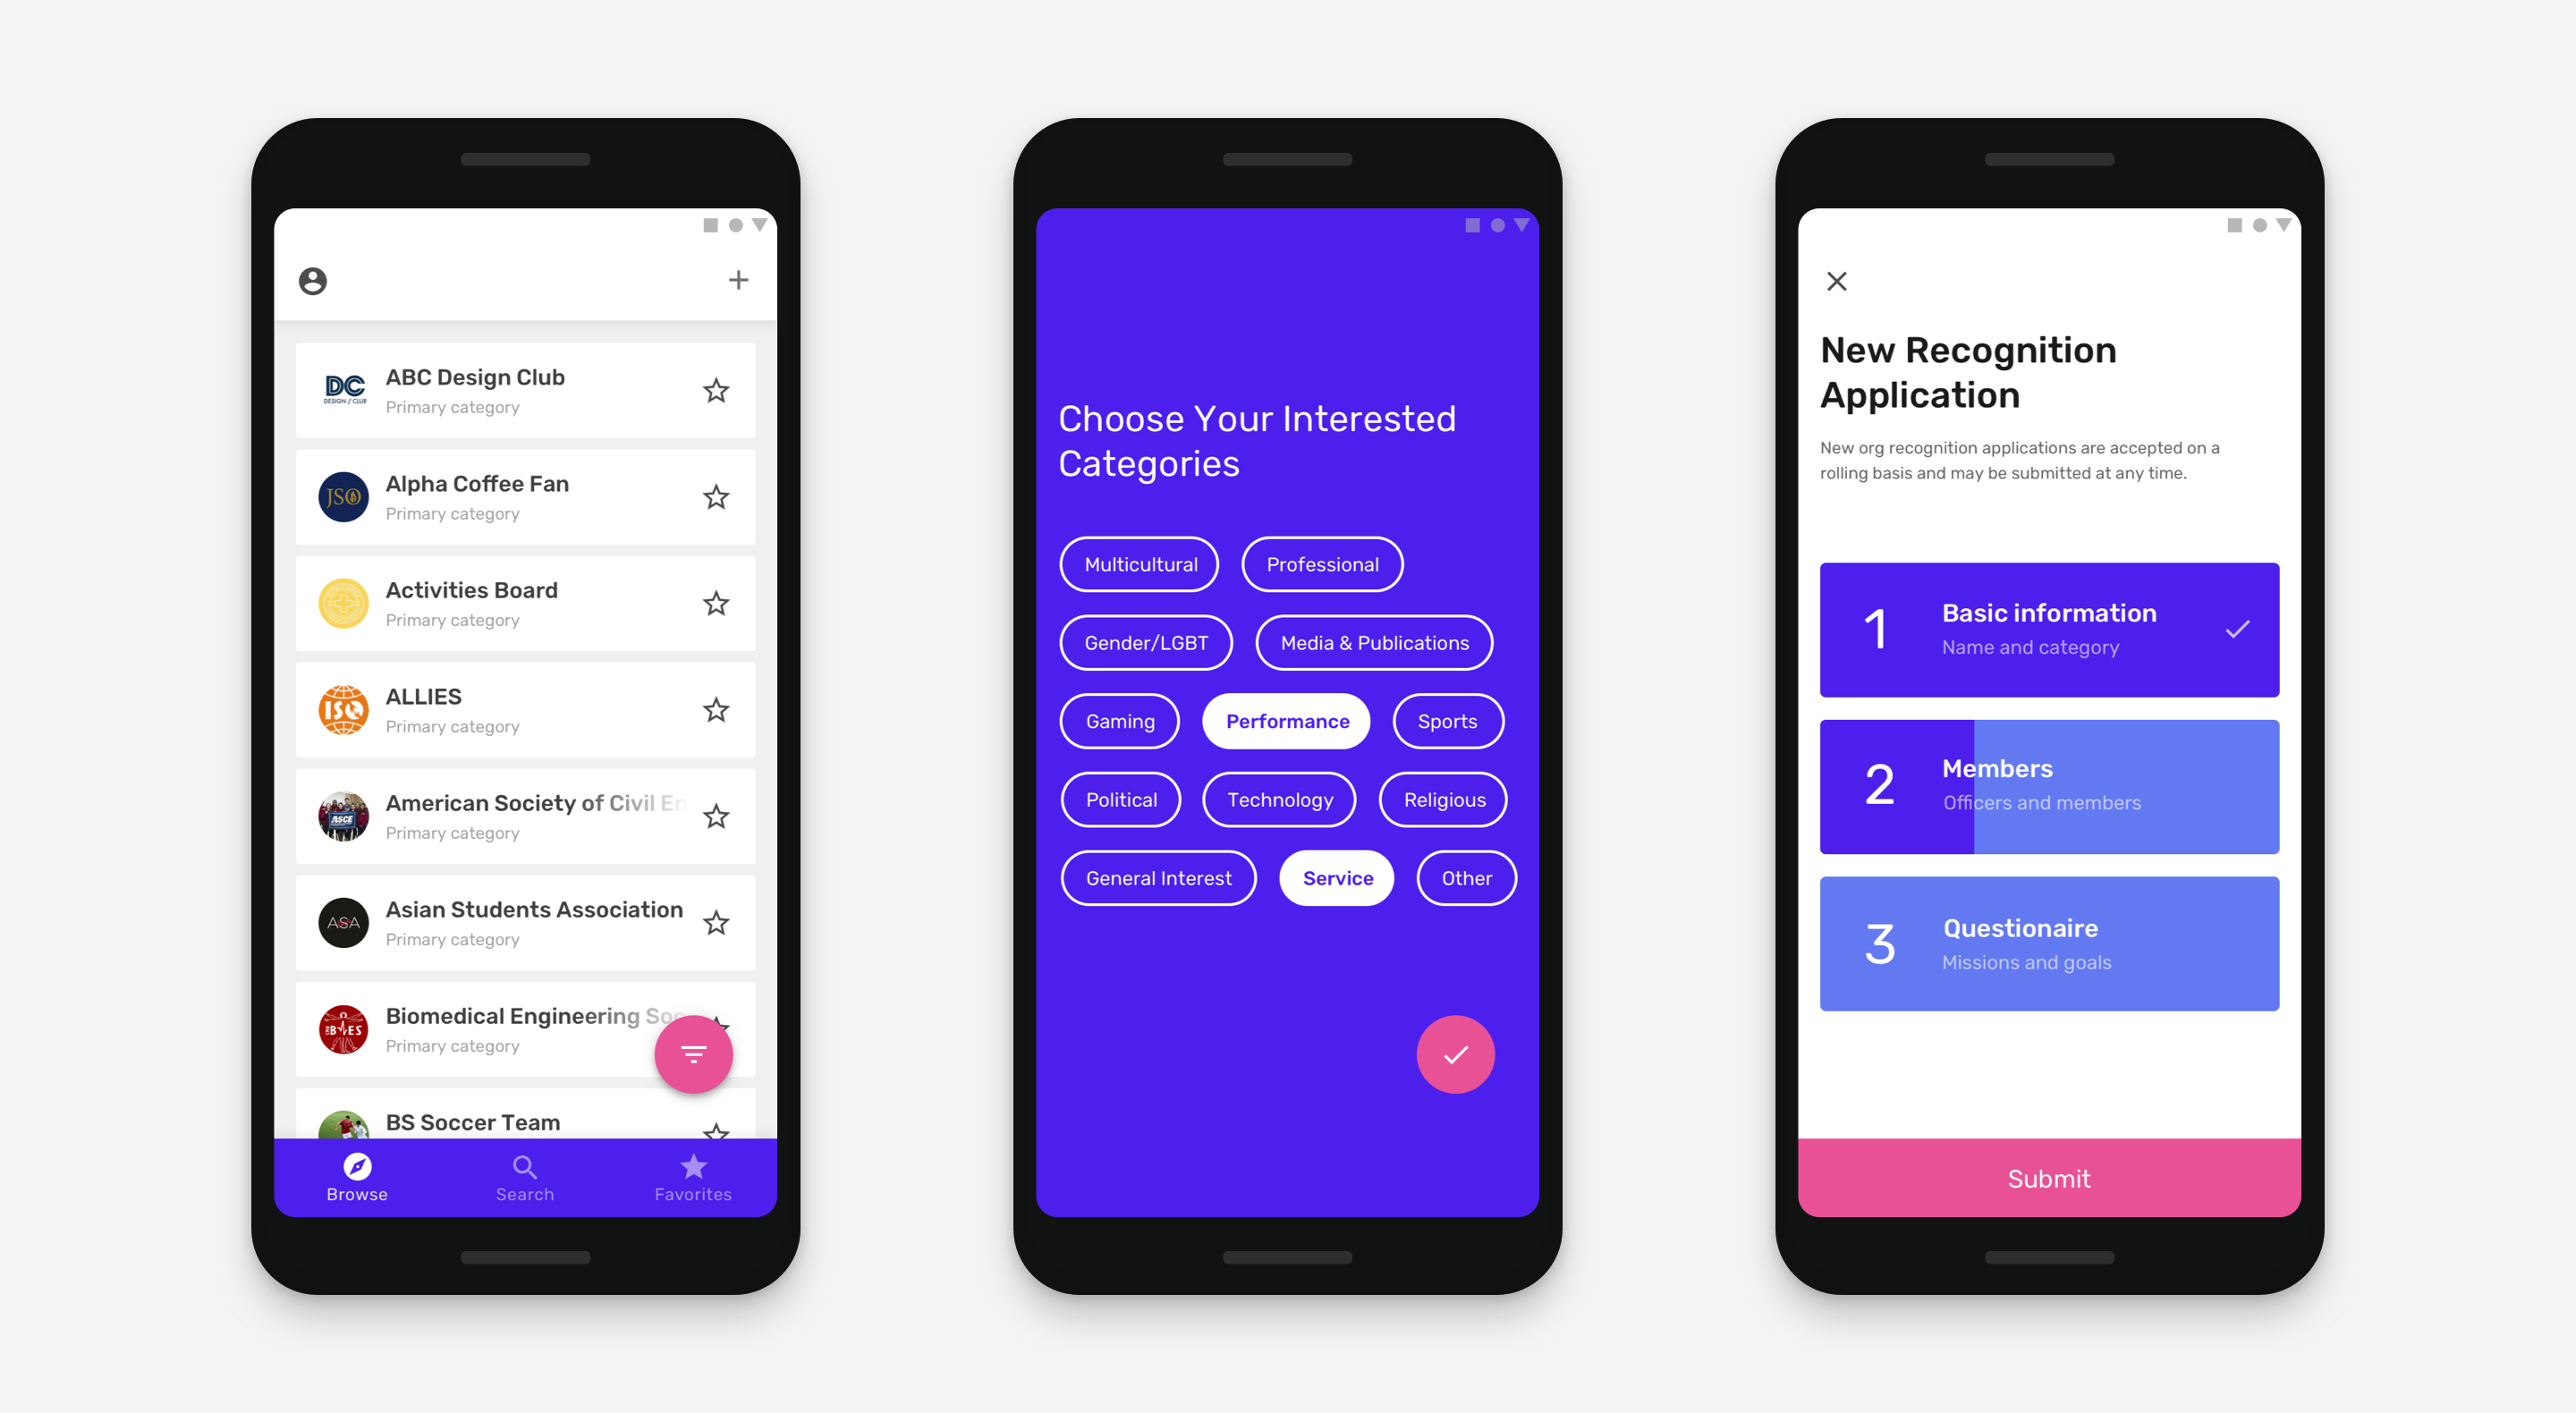 DC
DESIGN // CLUB
ABC Design Club
Primary category
JSO
Alpha Coffee Fan
Primary category
Activities Board
Primary category
ISO
ALLIES
Primary category
ASCE
American Society of Civil En
Primary category
ASA
Asian Students Association
Primary category
BMES
Biomedical Engineering Soc
Primary category
BS Soccer Team
Browse
Search
Favorites
Choose Your Interested
Categories
Multicultural
Professional
Gender/LGBT
Media & Publications
Gaming
Performance
Sports
Political
Technology
Religious
General Interest
Service
Other
New Recognition
Application
New org recognition applications are accepted on a
rolling basis and may be submitted at any time.
1
Basic information
Name and category
2
Members
Officers and members
3
Questionaire
Missions and goals
Submit